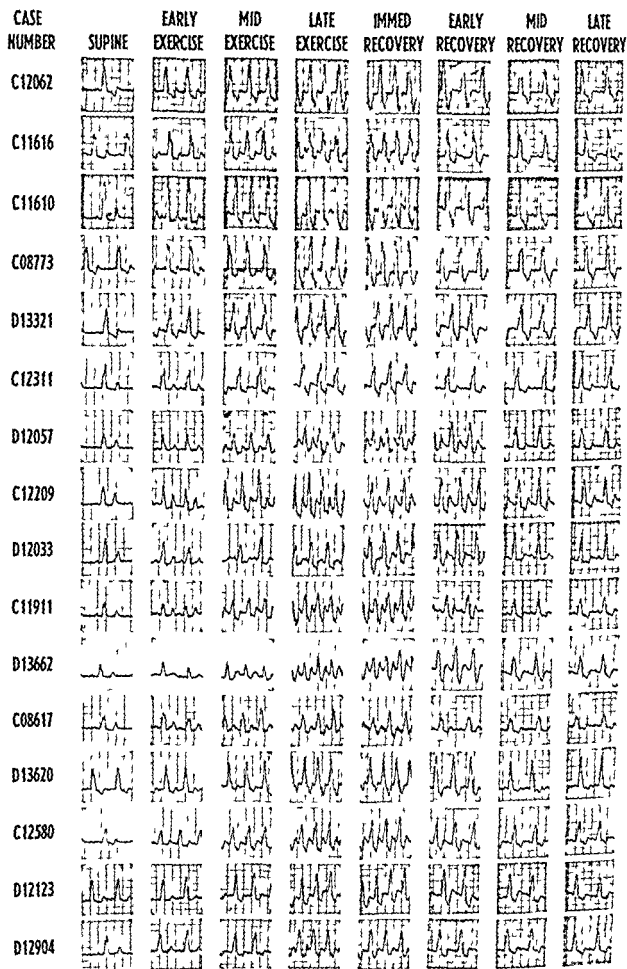 CASE NUMBER SUPINE EARLY EXERCISE MID EXERCISE LATE EXERCISE IMMED RECOVERY EARLY RECOVERY MID RECOVERY LATE RECOVERY
C12062
C11616
C11610
C08773
D13321
C12311
D12057
C12209
D12033
C11911
D13662
C08617
D13620
C12580
D12123
D12904